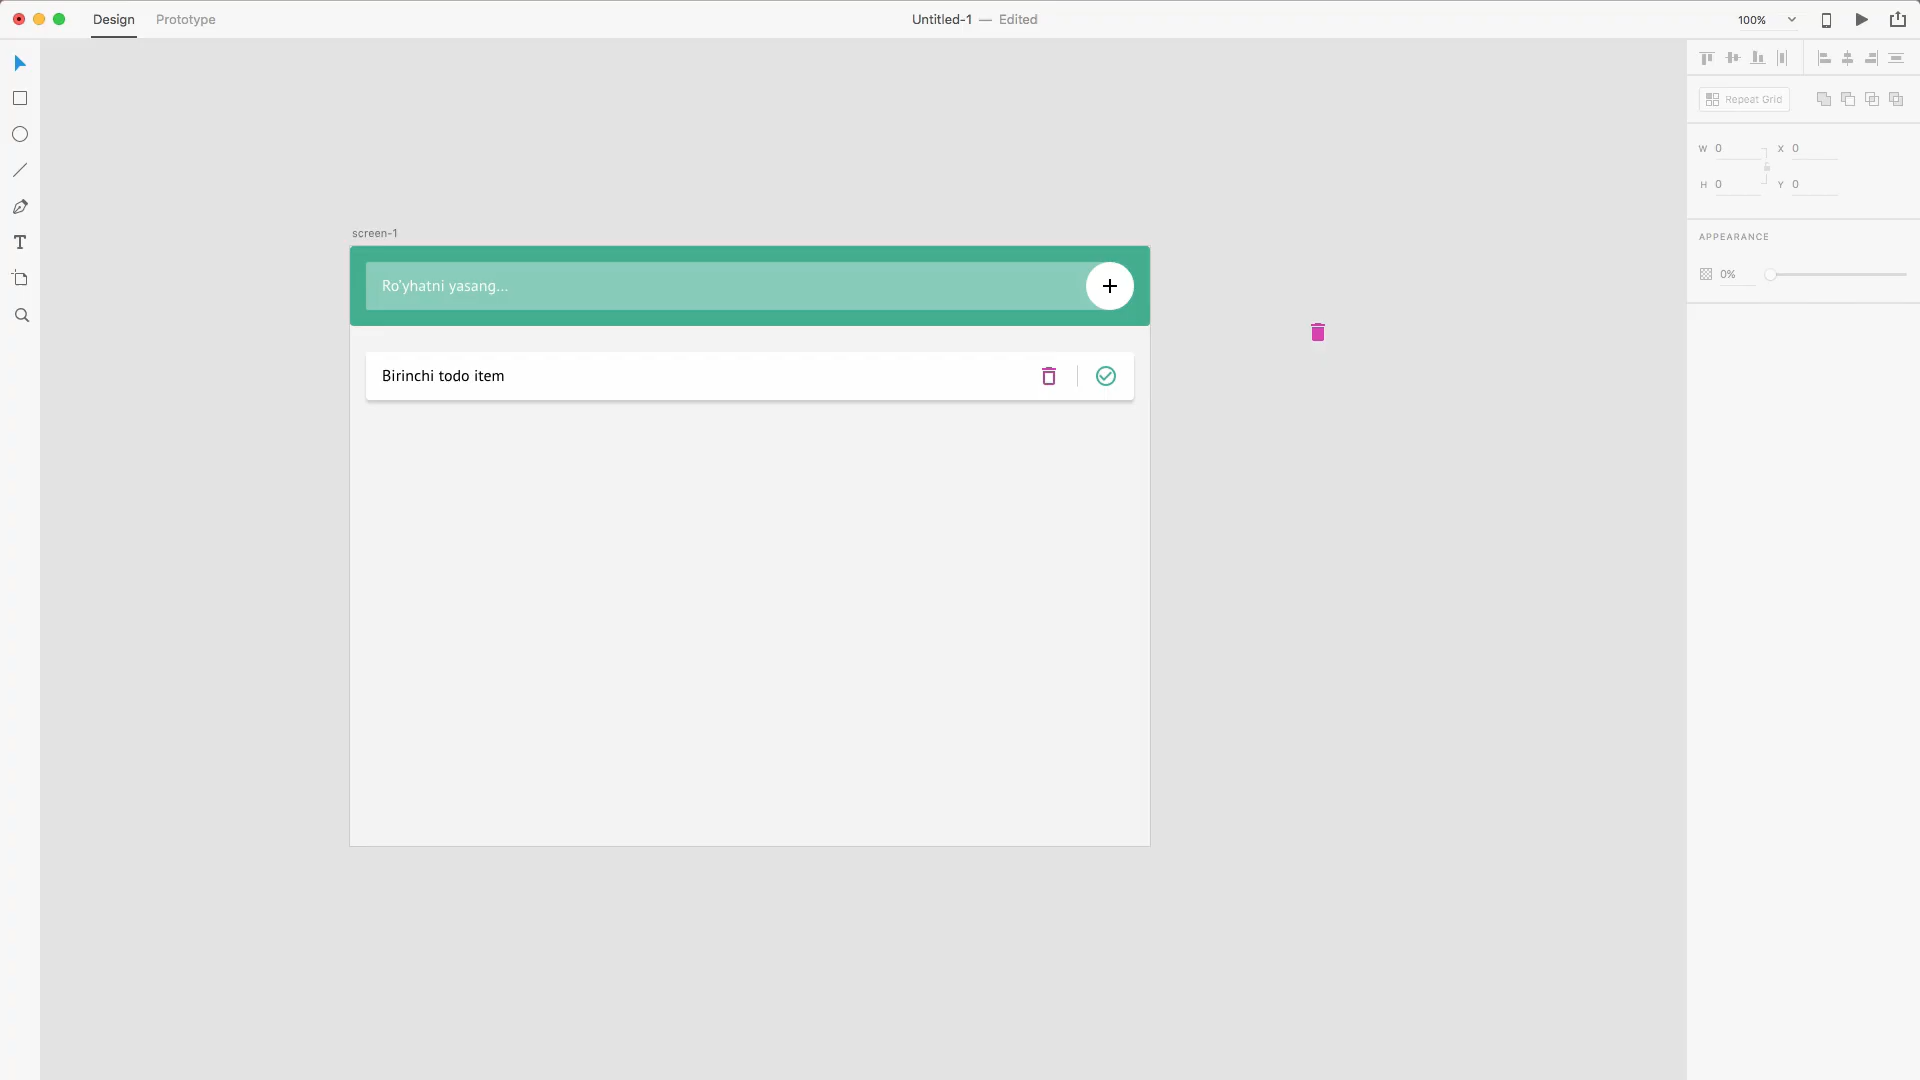 Design Prototype Untitled-1 — Edited 100%
Repeat Grid
W 0 X 0
H 0 Y 0
APPEARANCE
0%
screen-1
Ro'yhatni yasang...
Birinchi todo item